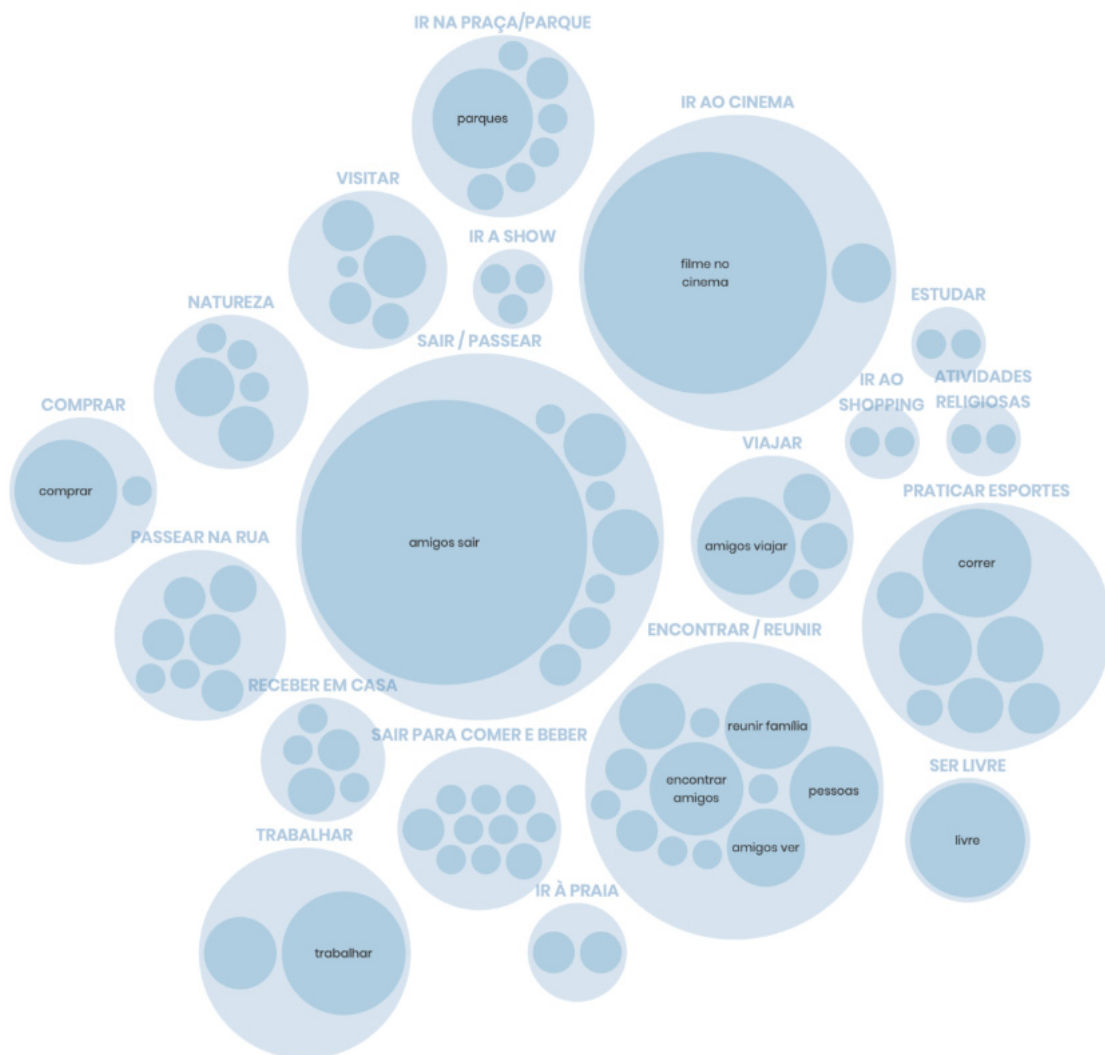 IR NA PRAÇA/PARQUE
parques
IR AO CINEMA
filme no
cinema
VISITAR
IR A SHOW
NATUREZA
ESTUDAR
SAIR / PASSEAR
amigos sair
IR AO
SHOPPING
ATIVIDADES
RELIGIOSAS
COMPRAR
comprar
VIAJAR
amigos viajar
PRATICAR ESPORTES
correr
PASSEAR NA RUA
ENCONTRAR / REUNIR
reunir família
encontrar
amigos
pessoas
amigos ver
RECEBER EM CASA
SAIR PARA COMER E BEBER
SER LIVRE
livre
TRABALHAR
trabalhar
IR À PRAIA